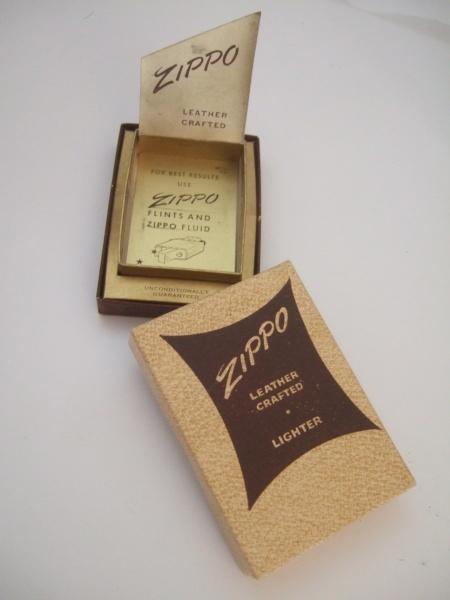 ZIPPO
LEATHER
CRAFTED
FOR BEST RESULTS
USE
ZIPPO
FLINTS AND
ZIPPO FLUID
UNCONDITIONALLY
GUARANTEED
ZIPPO
LEATHER
CRAFTED
LIGHTER